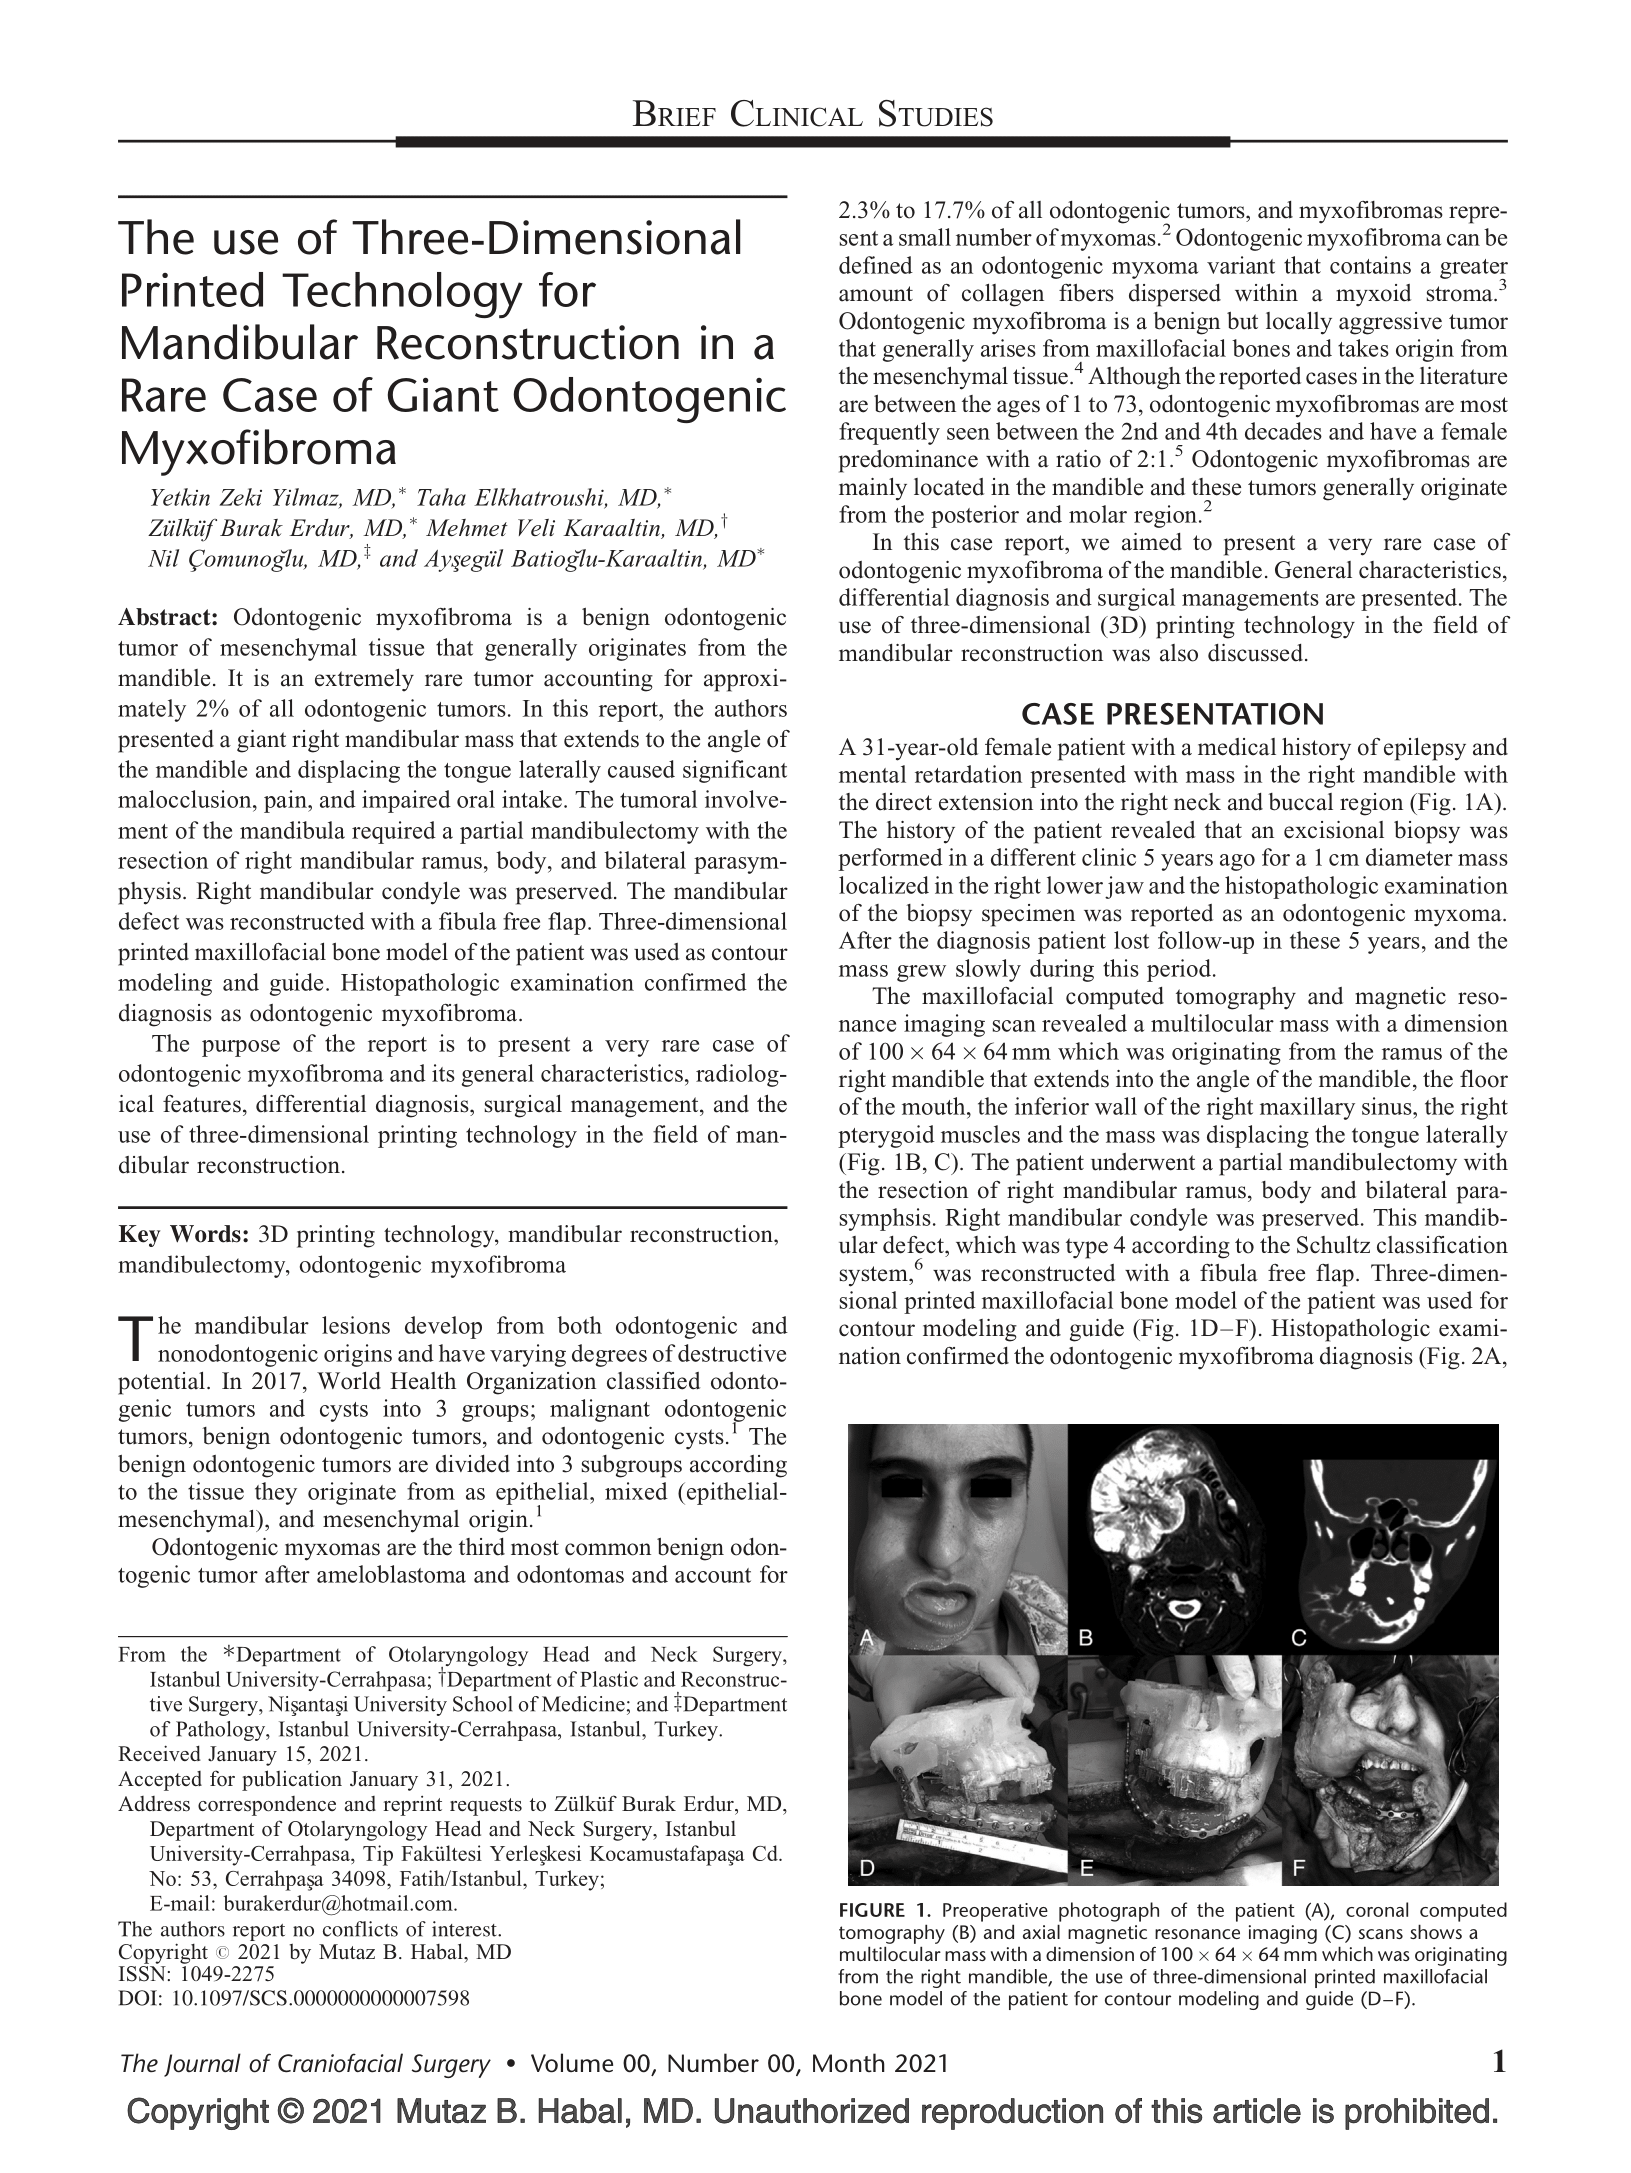 BRIEF CLINICAL STUDIES
The use of Three-Dimensional
Printed Technology for
Mandibular Reconstruction in a
Rare Case of Giant Odontogenic
Myxofibroma
Yetkin Zeki Yilmaz, MD,* Taha Elkhatroushi, MD,*
Zülküf Burak Erdur, MD,* Mehmet Veli Karaaltin, MD,†
Nil Çomunoğlu, MD,‡ and Ayşegül Batioğlu-Karaaltin, MD*
Abstract: Odontogenic myxofibroma is a benign odontogenic
tumor of mesenchymal tissue that generally originates from the
mandible. It is an extremely rare tumor accounting for approxi-
mately 2% of all odontogenic tumors. In this report, the authors
presented a giant right mandibular mass that extends to the angle of
the mandible and displacing the tongue laterally caused significant
malocclusion, pain, and impaired oral intake. The tumoral involve-
ment of the mandibula required a partial mandibulectomy with the
resection of right mandibular ramus, body, and bilateral parasym-
physis. Right mandibular condyle was preserved. The mandibular
defect was reconstructed with a fibula free flap. Three-dimensional
printed maxillofacial bone model of the patient was used as contour
modeling and guide. Histopathologic examination confirmed the
diagnosis as odontogenic myxofibroma.
The purpose of the report is to present a very rare case of
odontogenic myxofibroma and its general characteristics, radiolog-
ical features, differential diagnosis, surgical management, and the
use of three-dimensional printing technology in the field of man-
dibular reconstruction.
Key Words: 3D printing technology, mandibular reconstruction,
mandibulectomy, odontogenic myxofibroma
The mandibular lesions develop from both odontogenic and
nonodontogenic origins and have varying degrees of destructive
potential. In 2017, World Health Organization classified odonto-
genic tumors and cysts into 3 groups; malignant odontogenic
tumors, benign odontogenic tumors, and odontogenic cysts.1 The
benign odontogenic tumors are divided into 3 subgroups according
to the tissue they originate from as epithelial, mixed (epithelial-
mesenchymal), and mesenchymal origin.1
Odontogenic myxomas are the third most common benign odon-
togenic tumor after ameloblastoma and odontomas and account for
From the *Department of Otolaryngology Head and Neck Surgery,
Istanbul University-Cerrahpasa; †Department of Plastic and Reconstruc-
tive Surgery, Nişantaşi University School of Medicine; and ‡Department
of Pathology, Istanbul University-Cerrahpasa, Istanbul, Turkey.
Received January 15, 2021.
Accepted for publication January 31, 2021.
Address correspondence and reprint requests to Zülküf Burak Erdur, MD,
Department of Otolaryngology Head and Neck Surgery, Istanbul
University-Cerrahpasa, Tip Fakültesi Yerleşkesi Kocamustafapaşa Cd.
No: 53, Cerrahpaşa 34098, Fatih/Istanbul, Turkey;
E-mail: burakerdur@hotmail.com.
The authors report no conflicts of interest.
Copyright © 2021 by Mutaz B. Habal, MD
ISSN: 1049-2275
DOI: 10.1097/SCS.0000000000007598
2.3% to 17.7% of all odontogenic tumors, and myxofibromas repre-
sent a small number of myxomas.2 Odontogenic myxofibroma can be
defined as an odontogenic myxoma variant that contains a greater
amount of collagen fibers dispersed within a myxoid stroma.3
Odontogenic myxofibroma is a benign but locally aggressive tumor
that generally arises from maxillofacial bones and takes origin from
the mesenchymal tissue.4 Although the reported cases in the literature
are between the ages of 1 to 73, odontogenic myxofibromas are most
frequently seen between the 2nd and 4th decades and have a female
predominance with a ratio of 2:1.5 Odontogenic myxofibromas are
mainly located in the mandible and these tumors generally originate
from the posterior and molar region.2
In this case report, we aimed to present a very rare case of
odontogenic myxofibroma of the mandible. General characteristics,
differential diagnosis and surgical managements are presented. The
use of three-dimensional (3D) printing technology in the field of
mandibular reconstruction was also discussed.
CASE PRESENTATION
A 31-year-old female patient with a medical history of epilepsy and
mental retardation presented with mass in the right mandible with
the direct extension into the right neck and buccal region (Fig. 1A).
The history of the patient revealed that an excisional biopsy was
performed in a different clinic 5 years ago for a 1 cm diameter mass
localized in the right lower jaw and the histopathologic examination
of the biopsy specimen was reported as an odontogenic myxoma.
After the diagnosis patient lost follow-up in these 5 years, and the
mass grew slowly during this period.
The maxillofacial computed tomography and magnetic reso-
nance imaging scan revealed a multilocular mass with a dimension
of 100 × 64 × 64 mm which was originating from the ramus of the
right mandible that extends into the angle of the mandible, the floor
of the mouth, the inferior wall of the right maxillary sinus, the right
pterygoid muscles and the mass was displacing the tongue laterally
(Fig. 1B, C). The patient underwent a partial mandibulectomy with
the resection of right mandibular ramus, body and bilateral para-
symphsis. Right mandibular condyle was preserved. This mandib-
ular defect, which was type 4 according to the Schultz classification
system,6 was reconstructed with a fibula free flap. Three-dimen-
sional printed maxillofacial bone model of the patient was used for
contour modeling and guide (Fig. 1D–F). Histopathologic exami-
nation confirmed the odontogenic myxofibroma diagnosis (Fig. 2A,
A
B
C
D
E
F
FIGURE 1. Preoperative photograph of the patient (A), coronal computed
tomography (B) and axial magnetic resonance imaging (C) scans shows a
multilocular mass with a dimension of 100 × 64 × 64 mm which was originating
from the right mandible, the use of three-dimensional printed maxillofacial
bone model of the patient for contour modeling and guide (D–F).
The Journal of Craniofacial Surgery • Volume 00, Number 00, Month 2021
1
Copyright © 2021 Mutaz B. Habal, MD. Unauthorized reproduction of this article is prohibited.